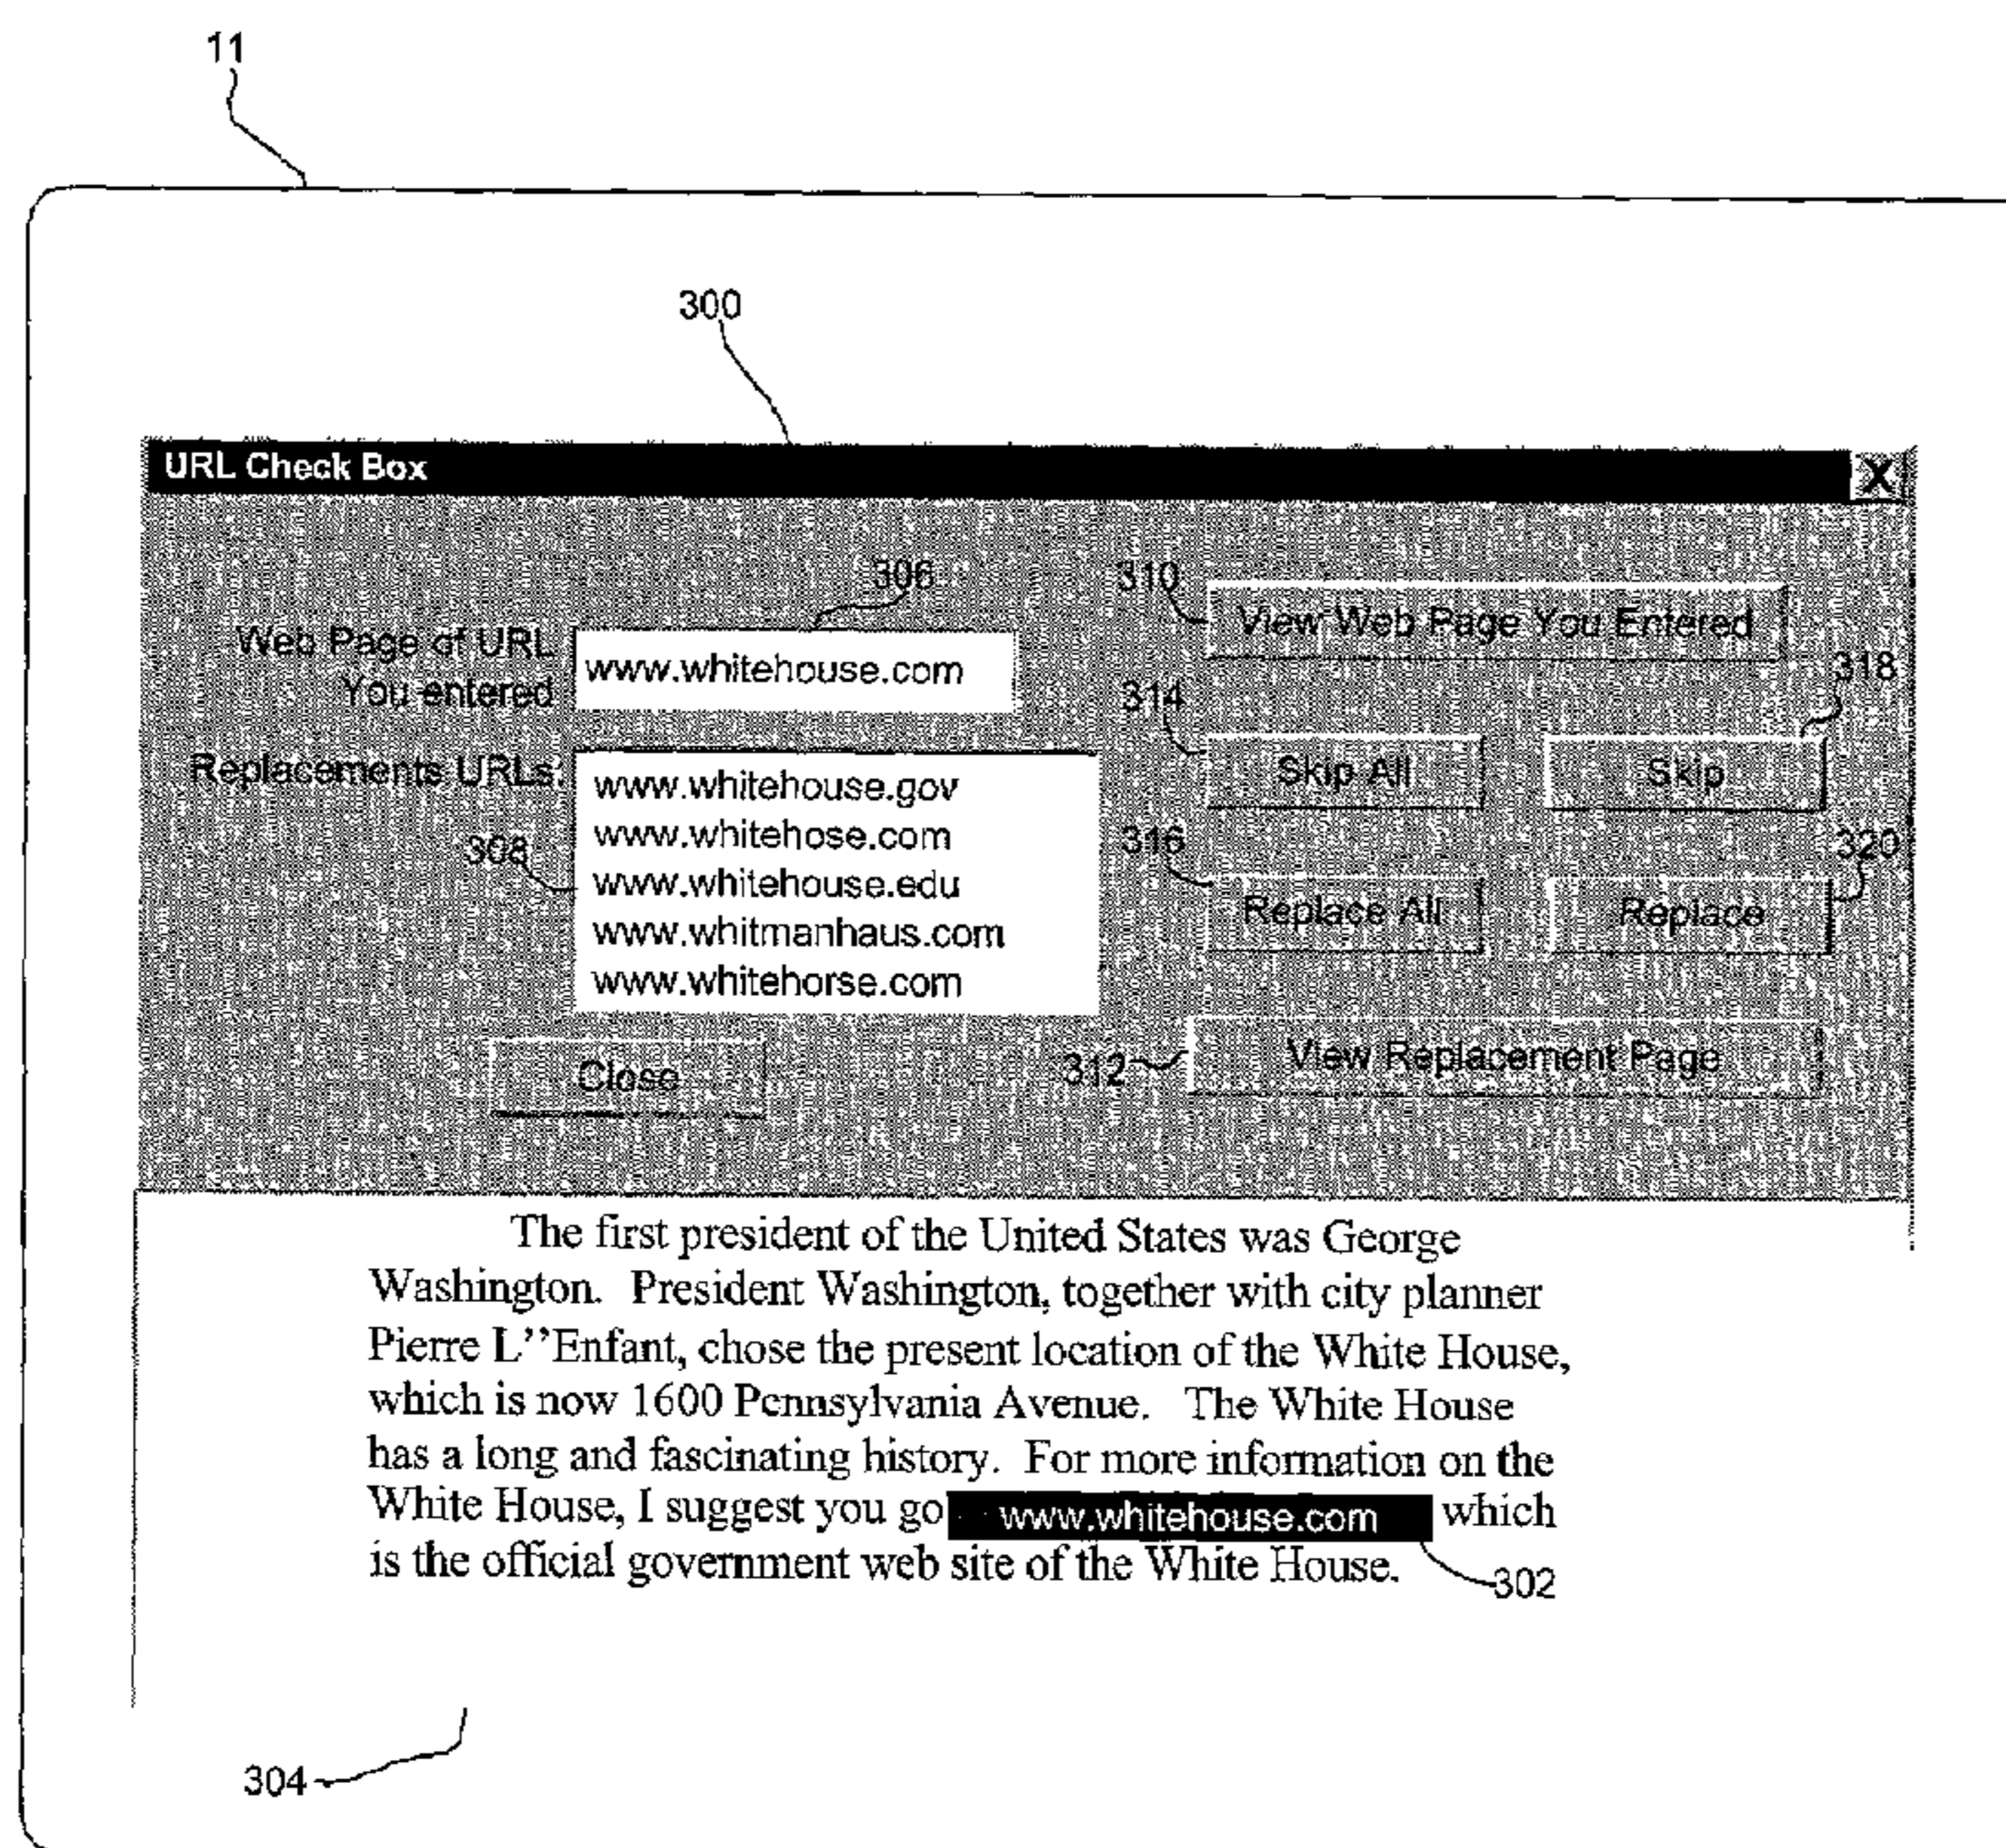 11
300
URL Check Box X
306
310
View Web Page You Entered
Web Page of URL
You entered
www.whitehouse.com
318
314
Skip All
Skip
Replacements URLs:
www.whitehouse.gov
www.whitehose.com
www.whitehouse.edu
www.whitmanhaus.com
www.whitehorse.com
308
316
320
Replace All
Replace
Close
312
View Replacement Page
The first president of the United States was George
Washington. President Washington, together with city planner
Pierre L’’Enfant, chose the present location of the White House,
which is now 1600 Pennsylvania Avenue. The White House
has a long and fascinating history. For more information on the
White House, I suggest you go www.whitehouse.com which
is the official government web site of the White House.
302
304